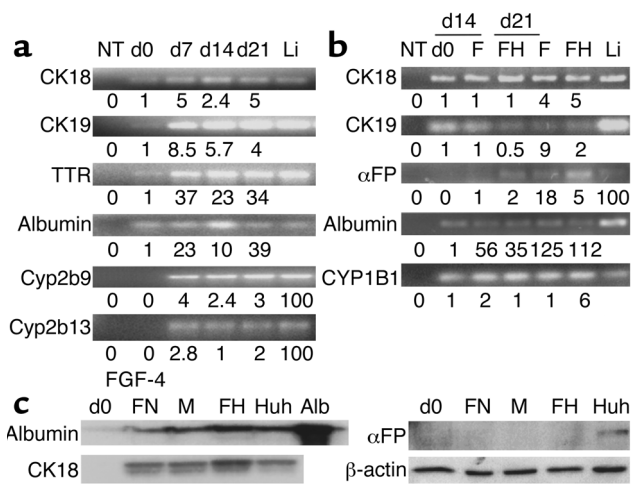 a
NT d0 d7 d14 d21 Li
CK18
0 1 5 2.4 5
CK19
0 1 8.5 5.7 4
TTR
0 1 37 23 34
Albumin
0 1 23 10 39
Cyp2b9
0 0 4 2.4 3 100
Cyp2b13
0 0 2.8 1 2 100
FGF-4
b
d14 d21
NT d0 F FH F FH Li
CK18
0 1 1 1 4 5
CK19
0 1 1 0.5 9 2
αFP
0 0 1 2 18 5 100
Albumin
0 1 56 35 125 112
CYP1B1
0 1 2 1 1 6
c
d0 FN M FH Huh Alb
Albumin
CK18
d0 FN M FH Huh
αFP
β-actin